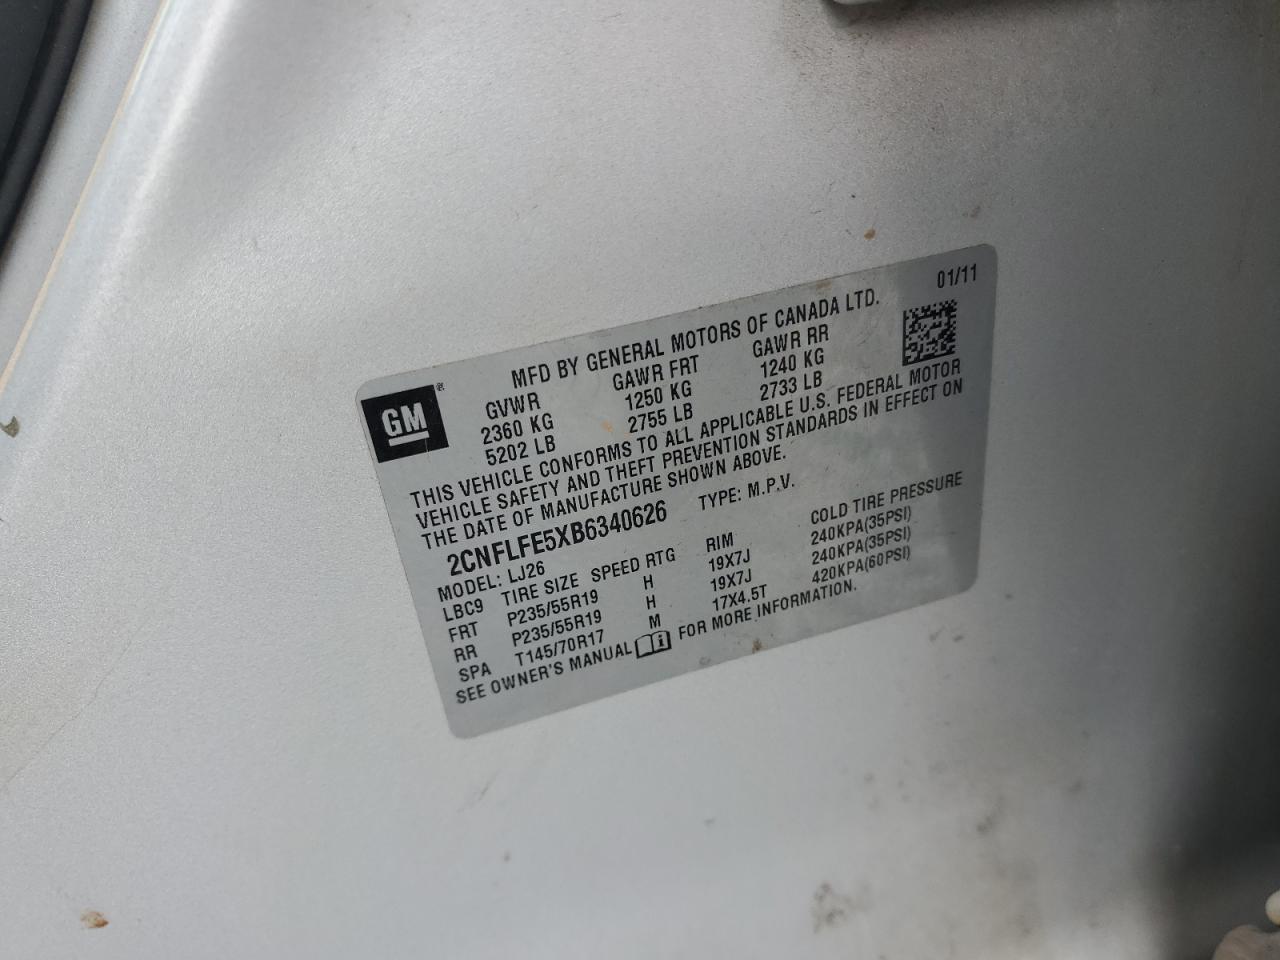 01/11
MFD BY GENERAL MOTORS OF CANADA LTD.
GM®
GVWR GAWR FRT GAWR RR
2360 KG 1250 KG 1240 KG
5202 LB 2755 LB 2733 LB
THIS VEHICLE CONFORMS TO ALL APPLICABLE U.S. FEDERAL MOTOR
VEHICLE SAFETY AND THEFT PREVENTION STANDARDS IN EFFECT ON
THE DATE OF MANUFACTURE SHOWN ABOVE.
2CNFLFE5XB6340626 TYPE: M.P.V.
MODEL: LJ26
LBC9 TIRE SIZE SPEED RTG RIM COLD TIRE PRESSURE
FRT P235/55R19 H 19X7J 240KPA(35PSI)
RR P235/55R19 H 19X7J 240KPA(35PSI)
SPA T145/70R17 M 17X4.5T 420KPA(60PSI)
SEE OWNER'S MANUAL FOR MORE INFORMATION.